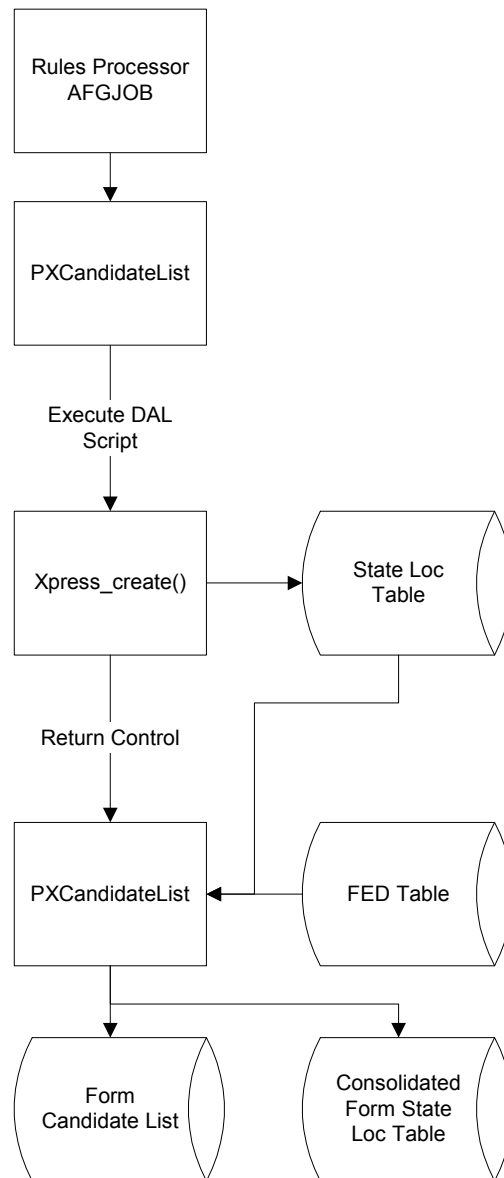 Rules Processor
AFGJOB
PXCandidateList
Execute DAL
Script
Xpress_create()
State Loc
Table
Return Control
PXCandidateList
FED Table
Form
Candidate List
Consolidated
Form State
Loc Table